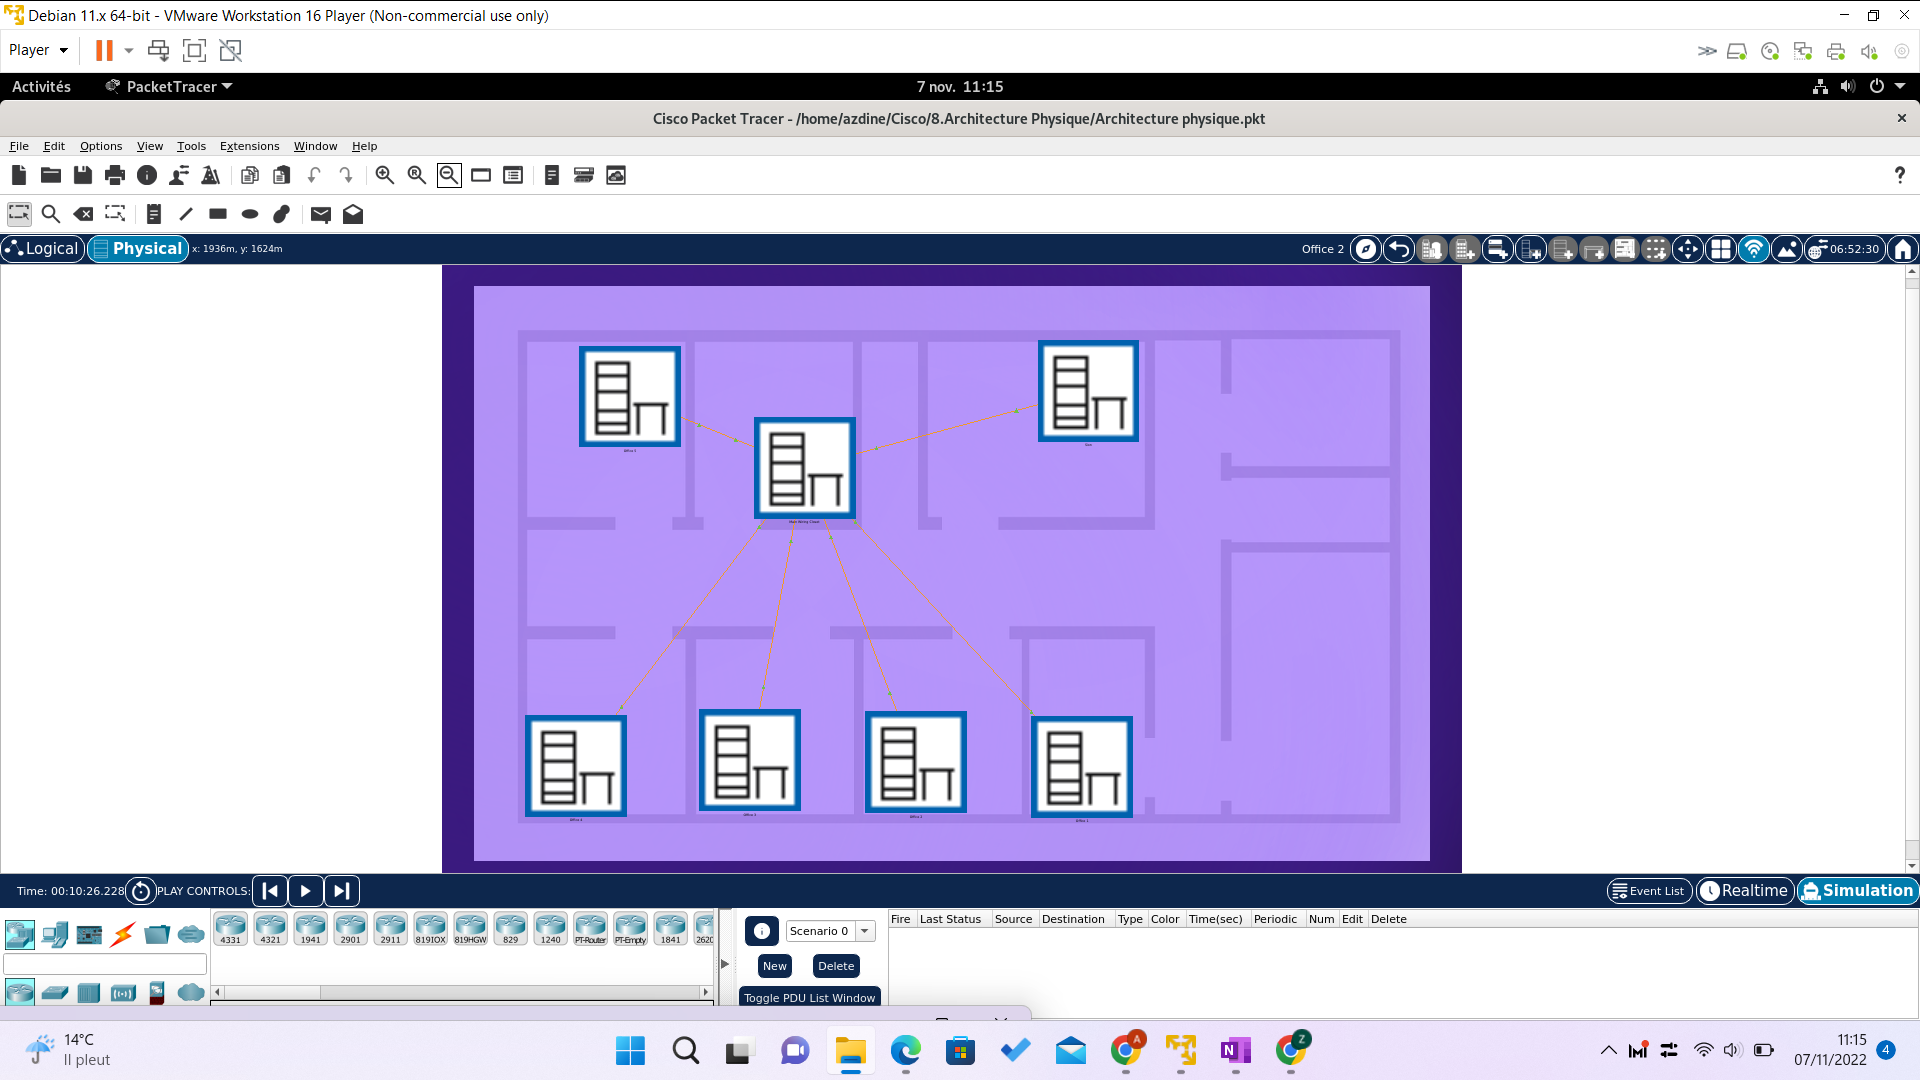 Debian 11.x 64-bit - VMware Workstation 16 Player (Non-commercial use only)
Player
Activités PacketTracer 7 nov. 11:15
Cisco Packet Tracer - /home/azdine/Cisco/8.Architecture Physique/Architecture physique.pkt
File Edit Options View Tools Extensions Window Help
Logical Physical x: 1936m, y: 1624m Office 2 06:52:30
Main Wiring Closet
Time: 00:10:26.228 PLAY CONTROLS: Event List Realtime Simulation
Fire Last Status Source Destination Type Color Time(sec) Periodic Num Edit Delete
4331 4321 1941 2901 2911 819IOX 819HGW 829 1240 PT-Router PT-Empty 1841 2620
Scenario 0
New Delete
Toggle PDU List Window
14°C
Il pleut
A
Z
N
11:15
07/11/2022
4